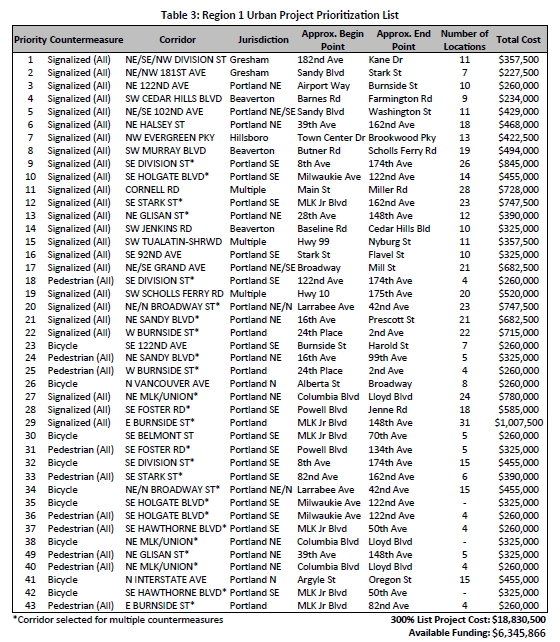 Table 3: Region 1 Urban Project Prioritization List
Priority Countermeasure Corridor Jurisdiction Approx. Begin Point Approx. End Point Number of Locations Total Cost
1 Signalized (All) NE/SE/NW DIVISION ST Gresham 182nd Ave Kane Dr 11 $357,500
2 Signalized (All) NE/NW 181ST AVE Gresham Sandy Blvd Stark St 7 $227,500
3 Signalized (All) NE 122ND AVE Portland NE Airport Way Burnside St 10 $260,000
4 Signalized (All) SW CEDAR HILLS BLVD Beaverton Barnes Rd Farmington Rd 9 $234,000
5 Signalized (All) NE/SE 102ND AVE Portland NE/SE Sandy Blvd Washington St 11 $429,000
6 Signalized (All) NE HALSEY ST Portland NE 39th Ave 162nd Ave 18 $468,000
7 Signalized (All) NW EVERGREEN PKY Hillsboro Town Center Dr Brookwood Pky 13 $422,500
8 Signalized (All) SW MURRAY BLVD Beaverton Butner Rd Scholls Ferry Rd 19 $494,000
9 Signalized (All) SE DIVISION ST* Portland SE 8th Ave 174th Ave 26 $845,000
10 Signalized (All) SE HOLGATE BLVD* Portland SE Milwaukie Ave 122nd Ave 14 $455,000
11 Signalized (All) CORNELL RD Multiple Main St Miller Rd 28 $728,000
12 Signalized (All) SE STARK ST* Portland SE MLK Jr Blvd 162nd Ave 23 $747,500
13 Signalized (All) NE GLISAN ST* Portland NE 28th Ave 148th Ave 12 $390,000
14 Signalized (All) SW JENKINS RD Beaverton Baseline Rd Cedar Hills Bld 10 $325,000
15 Signalized (All) SW TUALATIN-SHRWD Multiple Hwy 99 Nyburg St 11 $357,500
16 Signalized (All) SE 92ND AVE Portland SE Stark St Flavel St 10 $325,000
17 Signalized (All) NE/SE GRAND AVE Portland NE/SE Broadway Mill St 21 $682,500
18 Pedestrian (All) SE DIVISION ST* Portland SE 122nd Ave 174th Ave 4 $260,000
19 Signalized (All) SW SCHOLLS FERRY RD Multiple Hwy 10 175th Ave 20 $520,000
20 Signalized (All) NE/N BROADWAY ST* Portland NE/N Larrabee Ave 42nd Ave 23 $747,500
21 Signalized (All) NE SANDY BLVD* Portland NE 16th Ave Prescott St 21 $682,500
22 Signalized (All) W BURNSIDE ST* Portland 24th Place 2nd Ave 22 $715,000
23 Bicycle SE 122ND AVE Portland SE Burnside St Harold St 7 $260,000
24 Pedestrian (All) NE SANDY BLVD* Portland NE 16th Ave 99th Ave 5 $325,000
25 Pedestrian (All) W BURNSIDE ST* Portland 24th Place 2nd Ave 4 $260,000
26 Bicycle N VANCOUVER AVE Portland N Alberta St Broadway 8 $260,000
27 Signalized (All) NE MLK/UNION* Portland NE Columbia Blvd Lloyd Blvd 24 $780,000
28 Signalized (All) SE FOSTER RD* Portland SE Powell Blvd Jenne Rd 18 $585,000
29 Signalized (All) E BURNSIDE ST* Portland MLK Jr Blvd 148th Ave 31 $1,007,500
30 Bicycle SE BELMONT ST Portland SE MLK Jr Blvd 70th Ave 5 $260,000
31 Pedestrian (All) SE FOSTER RD* Portland SE Powell Blvd 134th Ave 5 $325,000
32 Bicycle SE DIVISION ST* Portland SE 8th Ave 174th Ave 15 $455,000
33 Pedestrian (All) SE STARK ST* Portland SE 82nd Ave 162nd Ave 6 $390,000
34 Bicycle NE/N BROADWAY ST* Portland NE/N Larrabee Ave 42nd Ave 15 $455,000
35 Bicycle SE HOLGATE BLVD* Portland SE Milwaukie Ave 122nd Ave - $325,000
36 Pedestrian (All) SE HOLGATE BLVD* Portland SE Milwaukie Ave 122nd Ave 4 $260,000
37 Pedestrian (All) SE HAWTHORNE BLVD* Portland SE MLK Jr Blvd 50th Ave 4 $260,000
38 Bicycle NE MLK/UNION* Portland NE Columbia Blvd Lloyd Blvd - $325,000
49 Pedestrian (All) NE GLISAN ST* Portland NE 39th Ave 148th Ave 5 $325,000
40 Pedestrian (All) NE MLK/UNION* Portland NE Columbia Blvd Lloyd Blvd 4 $260,000
41 Bicycle N INTERSTATE AVE Portland N Argyle St Oregon St 15 $455,000
42 Bicycle SE HAWTHORNE BLVD* Portland SE MLK Jr Blvd 50th Ave - $325,000
43 Pedestrian (All) E BURNSIDE ST* Portland MLK Jr Blvd 82nd Ave 4 $260,000
*Corridor selected for multiple countermeasures 300% List Project Cost: $18,830,500
Available Funding: $6,345,866